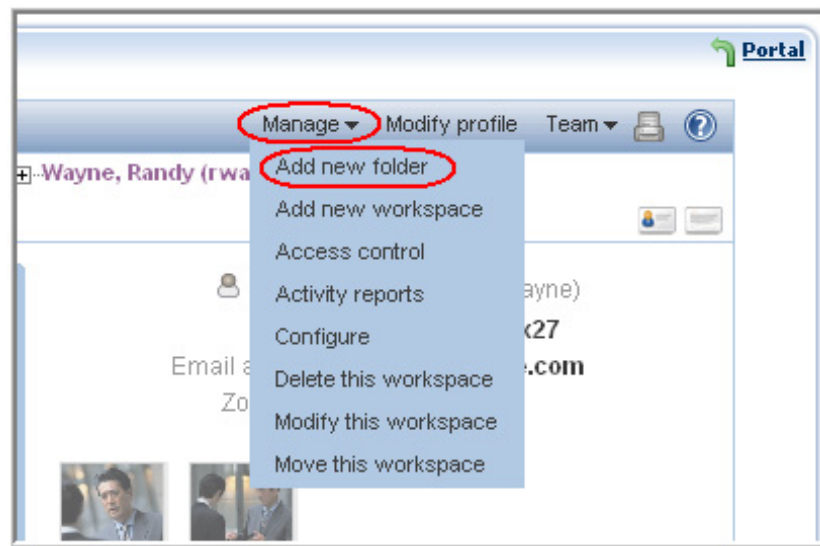 Portal
Manage Modify profile Team
Wayne, Randy (rwa
Add new folder
Add new workspace
Access control
Activity reports
ayne)
Configure
x27
Email a
.com
Delete this workspace
Zo
Modify this workspace
Move this workspace